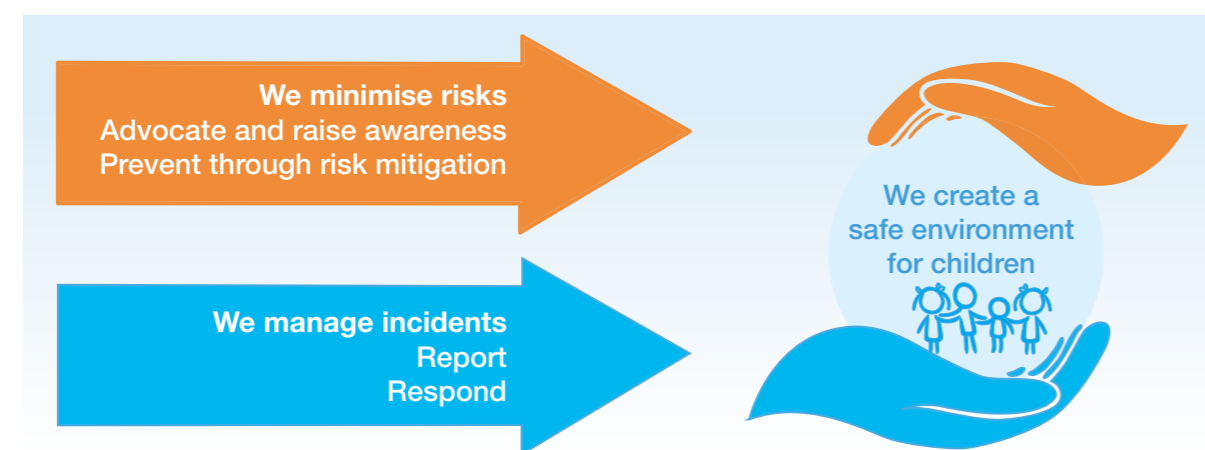 We minimise risks
Advocate and raise awareness
Prevent through risk mitigation
We manage incidents
Report
Respond
We create a
safe environment
for children